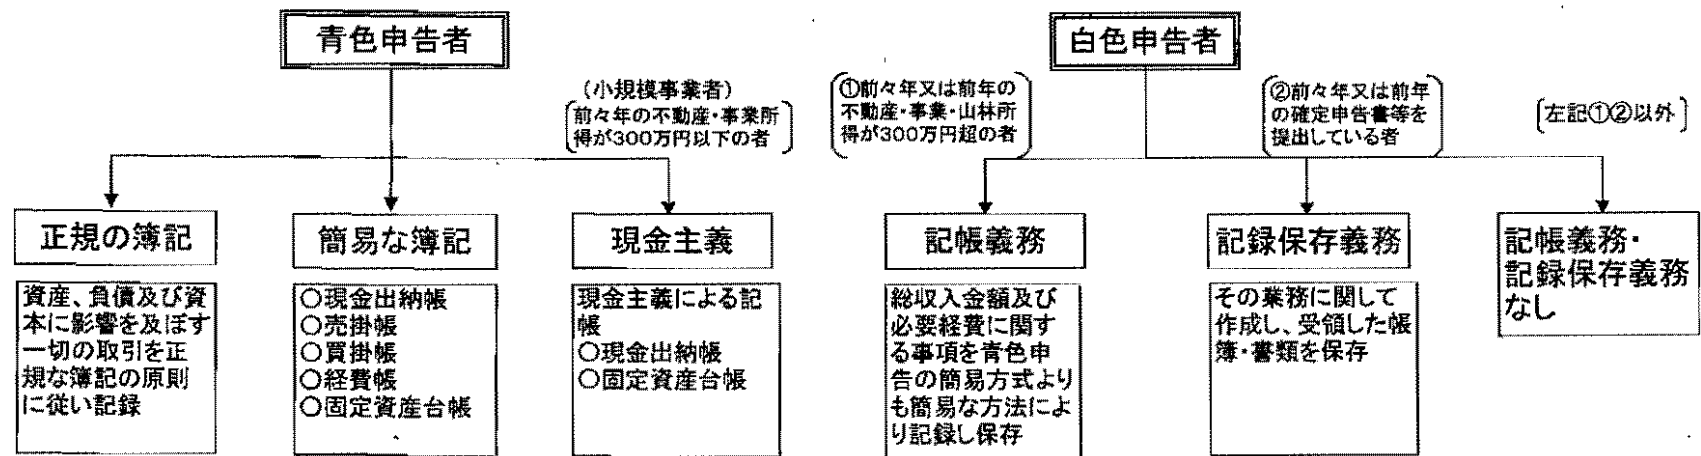 青色申告者
(小規模事業者)
前々年の不動産・事業所
得が300万円以下の者
正規の簿記
資産、負債及び資
本に影響を及ぼす
一切の取引を正
規な簿記の原則
に従い記録
簡易な簿記
〇現金出納帳
〇売掛帳
〇買掛帳
〇経費帳
〇固定資産台帳
現金主義
現金主義による記
帳
〇現金出納帳
〇固定資産台帳
白色申告者
①前々年又は前年の
不動産・事業・山林所
得が300万円超の者
②前々年又は前年
の確定申告書等を
提出している者
左記①②以外
記帳義務
総収入金額及び
必要経費に関す
る事項を青色申
告の簡易方式より
も簡易な方法によ
り記録し保存
記録保存義務
その業務に関して
作成し、受領した帳
簿・書類を保存
記帳義務・
記録保存義務
なし